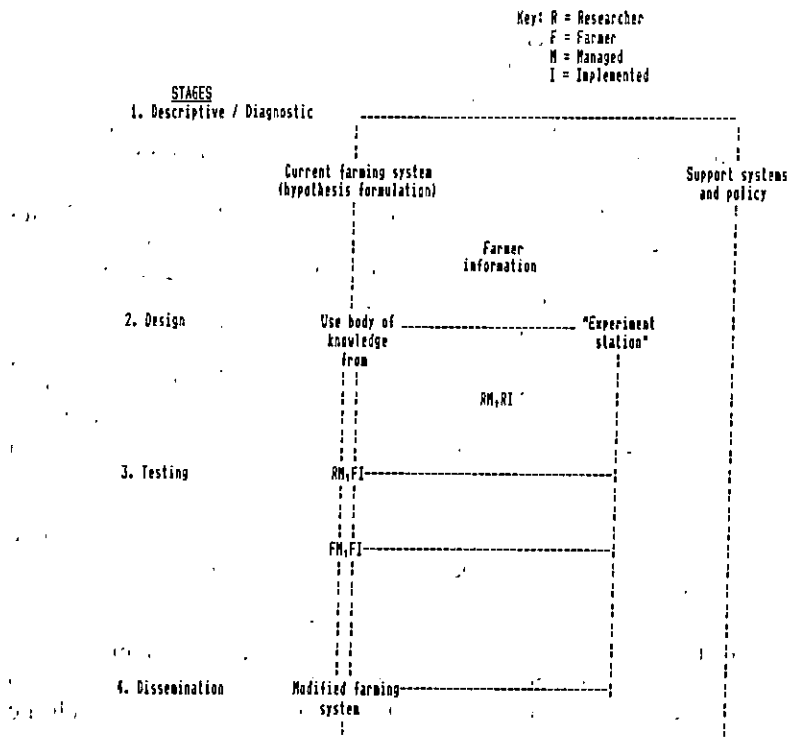 Key: R = Researcher
F = Farmer
M = Managed
I = Implemented
STAGES
1. Descriptive / Diagnostic
Current farming system
(hypothesis formulation)
Support systems
and policy
Farmer
information
2. Design
Use body of
knowledge
from
"Experiment
station"
RM,RI
3. Testing
RM,FI
FM,FI
4. Dissemination
Modified farming
system